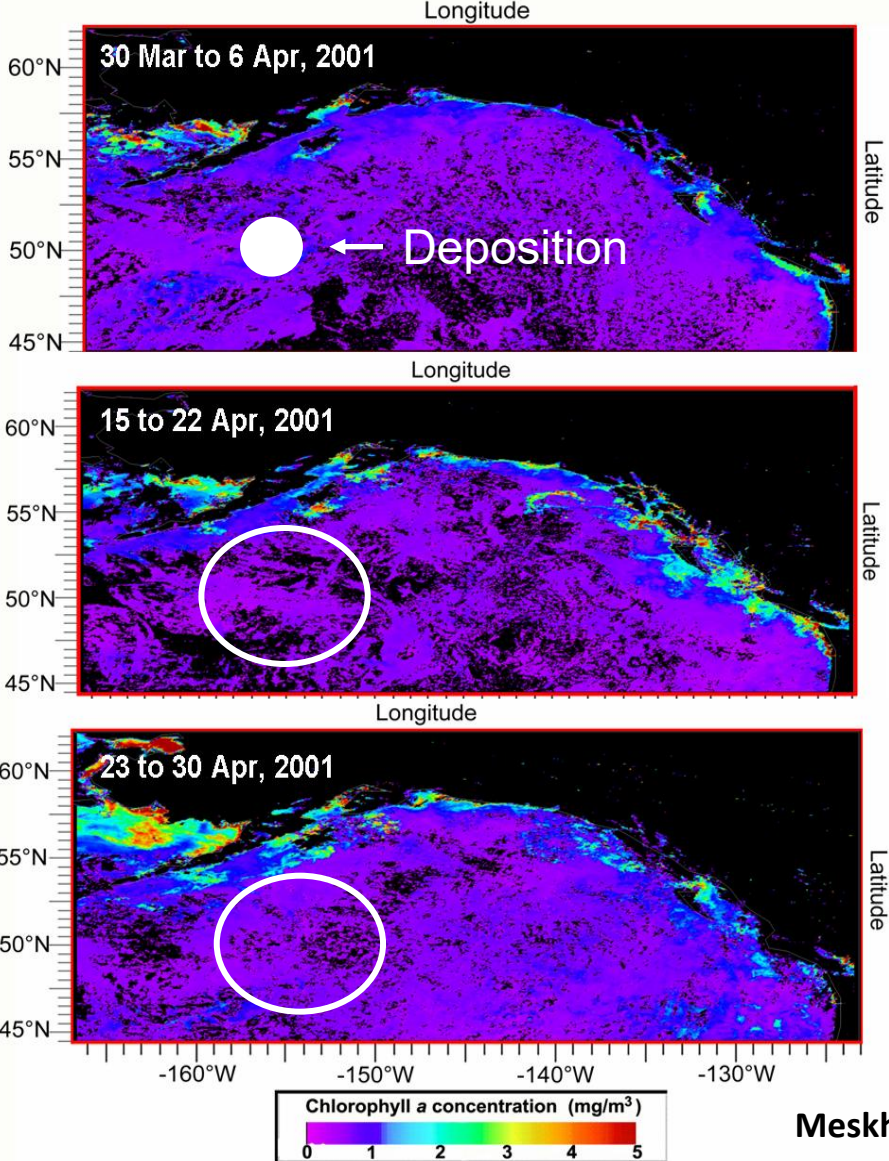 Longitude
30 Mar to 6 Apr, 2001
60°N
55°N
50°N
45°N
Latitude
Deposition
Longitude
15 to 22 Apr, 2001
60°N
55°N
50°N
45°N
Latitude
Longitude
23 to 30 Apr, 2001
60°N
55°N
50°N
45°N
Latitude
-160°W -150°W -140°W -130°W
Chlorophyll a concentration (mg/m³)
0 1 2 3 4 5
Meskh